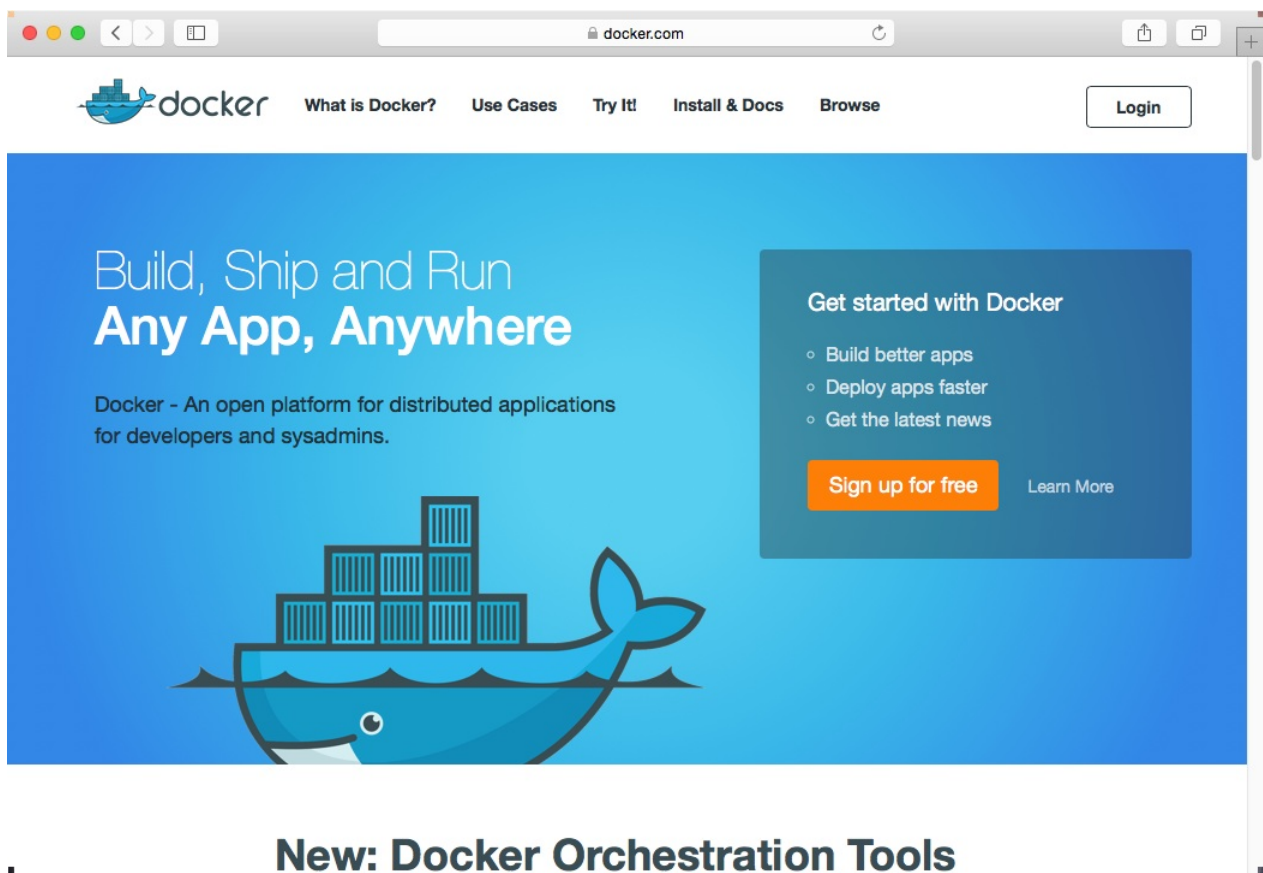 docker.com
docker What is Docker? Use Cases Try It! Install & Docs Browse Login
Build, Ship and Run
Any App, Anywhere
Docker - An open platform for distributed applications
for developers and sysadmins.
Get started with Docker
Build better apps
Deploy apps faster
Get the latest news
Sign up for free Learn More
New: Docker Orchestration Tools